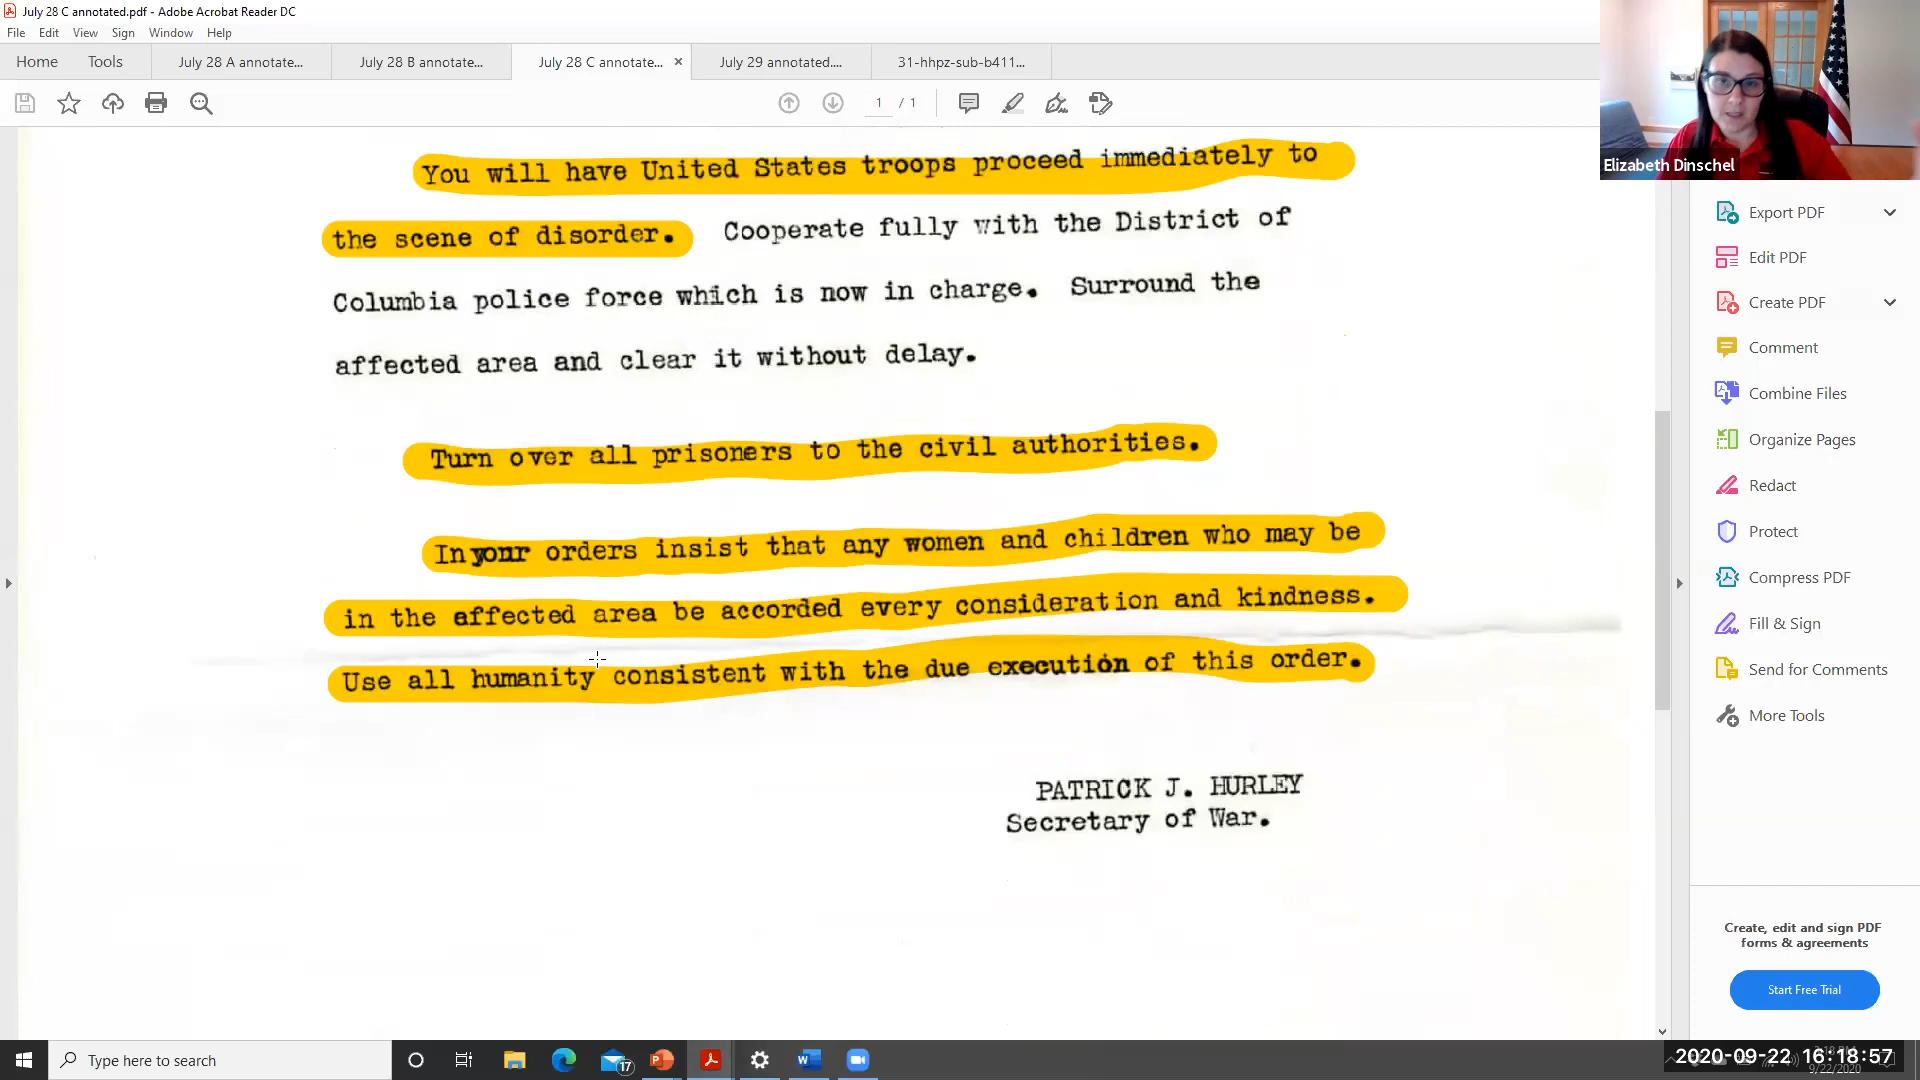 July 28 C annotated.pdf - Adobe Acrobat Reader DC
File Edit View Sign Window Help
Home Tools July 28 A annotate... July 28 B annotate... July 28 C annotate... × July 29 annotated.... 31-hhpz-sub-b411...
1 / 1
You will have United States troops proceed immediately to
the scene of disorder. Cooperate fully with the District of
Columbia police force which is now in charge. Surround the
affected area and clear it without delay.
Turn over all prisoners to the civil authorities.
In your orders insist that any women and children who may be
in the affected area be accorded every consideration and kindness.
Use all humanity consistent with the due execution of this order.
PATRICK J. HURLEY
Secretary of War.
Elizabeth Dinschel
Export PDF
Edit PDF
Create PDF
Comment
Combine Files
Organize Pages
Redact
Protect
Compress PDF
Fill & Sign
Send for Comments
More Tools
Create, edit and sign PDF
forms & agreements
Start Free Trial
Type here to search
17
2020-09-22 16:18:57
9/22/2020